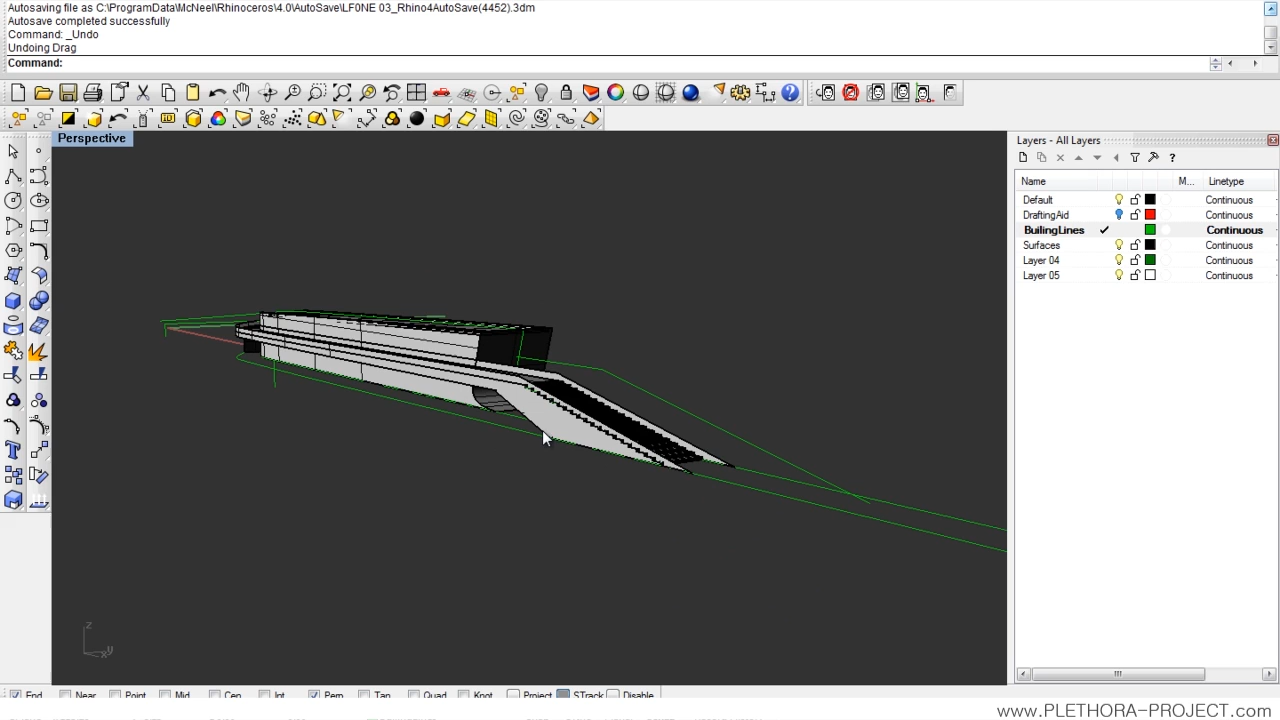 Autosaving file as C:\ProgramData\McNeel\Rhinoceros\4.0\AutoSave\LF0NE 03_Rhino4AutoSave(4452).3dm
Autosave completed successfully
Command: _Undo
Undoing Drag
Command:
Perspective
Layers - All Layers
Name M... Linetype
Default Continuous
DraftingAid Continuous
BuilingLines Continuous
Surfaces Continuous
Layer 04 Continuous
Layer 05 Continuous
z
y
x
End Near Point Mid Cen Int Perp Tan Quad Knot Project STrack Disable
www.PLETHORA-PROJECT.com